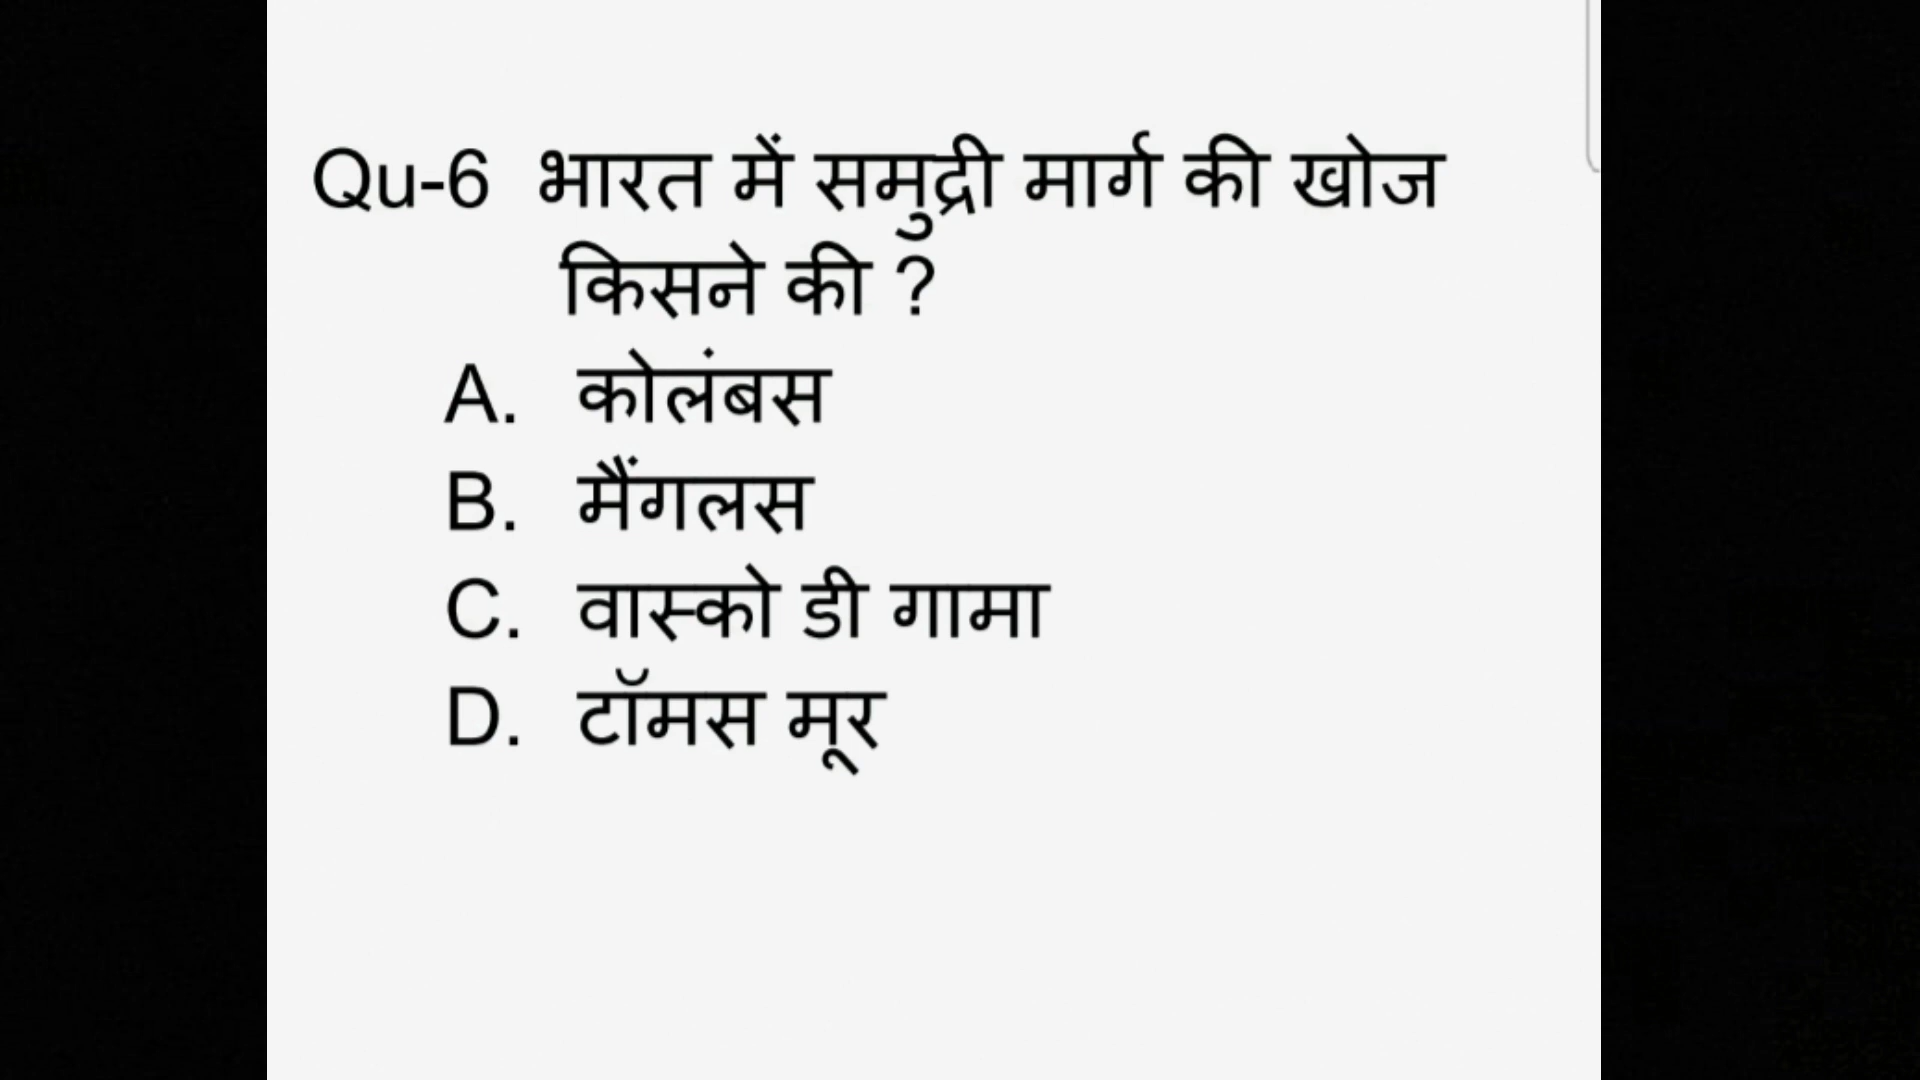 Qu-6 भारत में समुद्री मार्ग की खोज
किसने की ?
A. कोलंबस
B. मैंगलस
C. वास्को डी गामा
D. टॉमस मूर